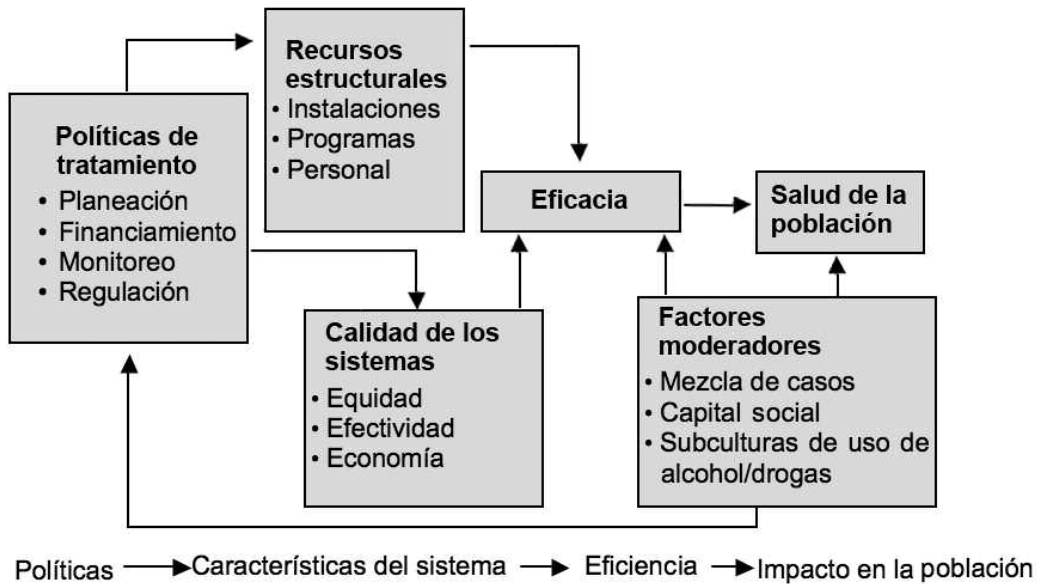 Políticas de
tratamiento
• Planeación
• Financiamiento
• Monitoreo
• Regulación
Recursos
estructurales
• Instalaciones
• Programas
• Personal
Calidad de los
sistemas
• Equidad
• Efectividad
• Economía
Eficacia
Salud de la
población
Factores
moderadores
• Mezcla de casos
• Capital social
• Subculturas de uso de
alcohol/drogas
Políticas Características del sistema Eficiencia Impacto en la población